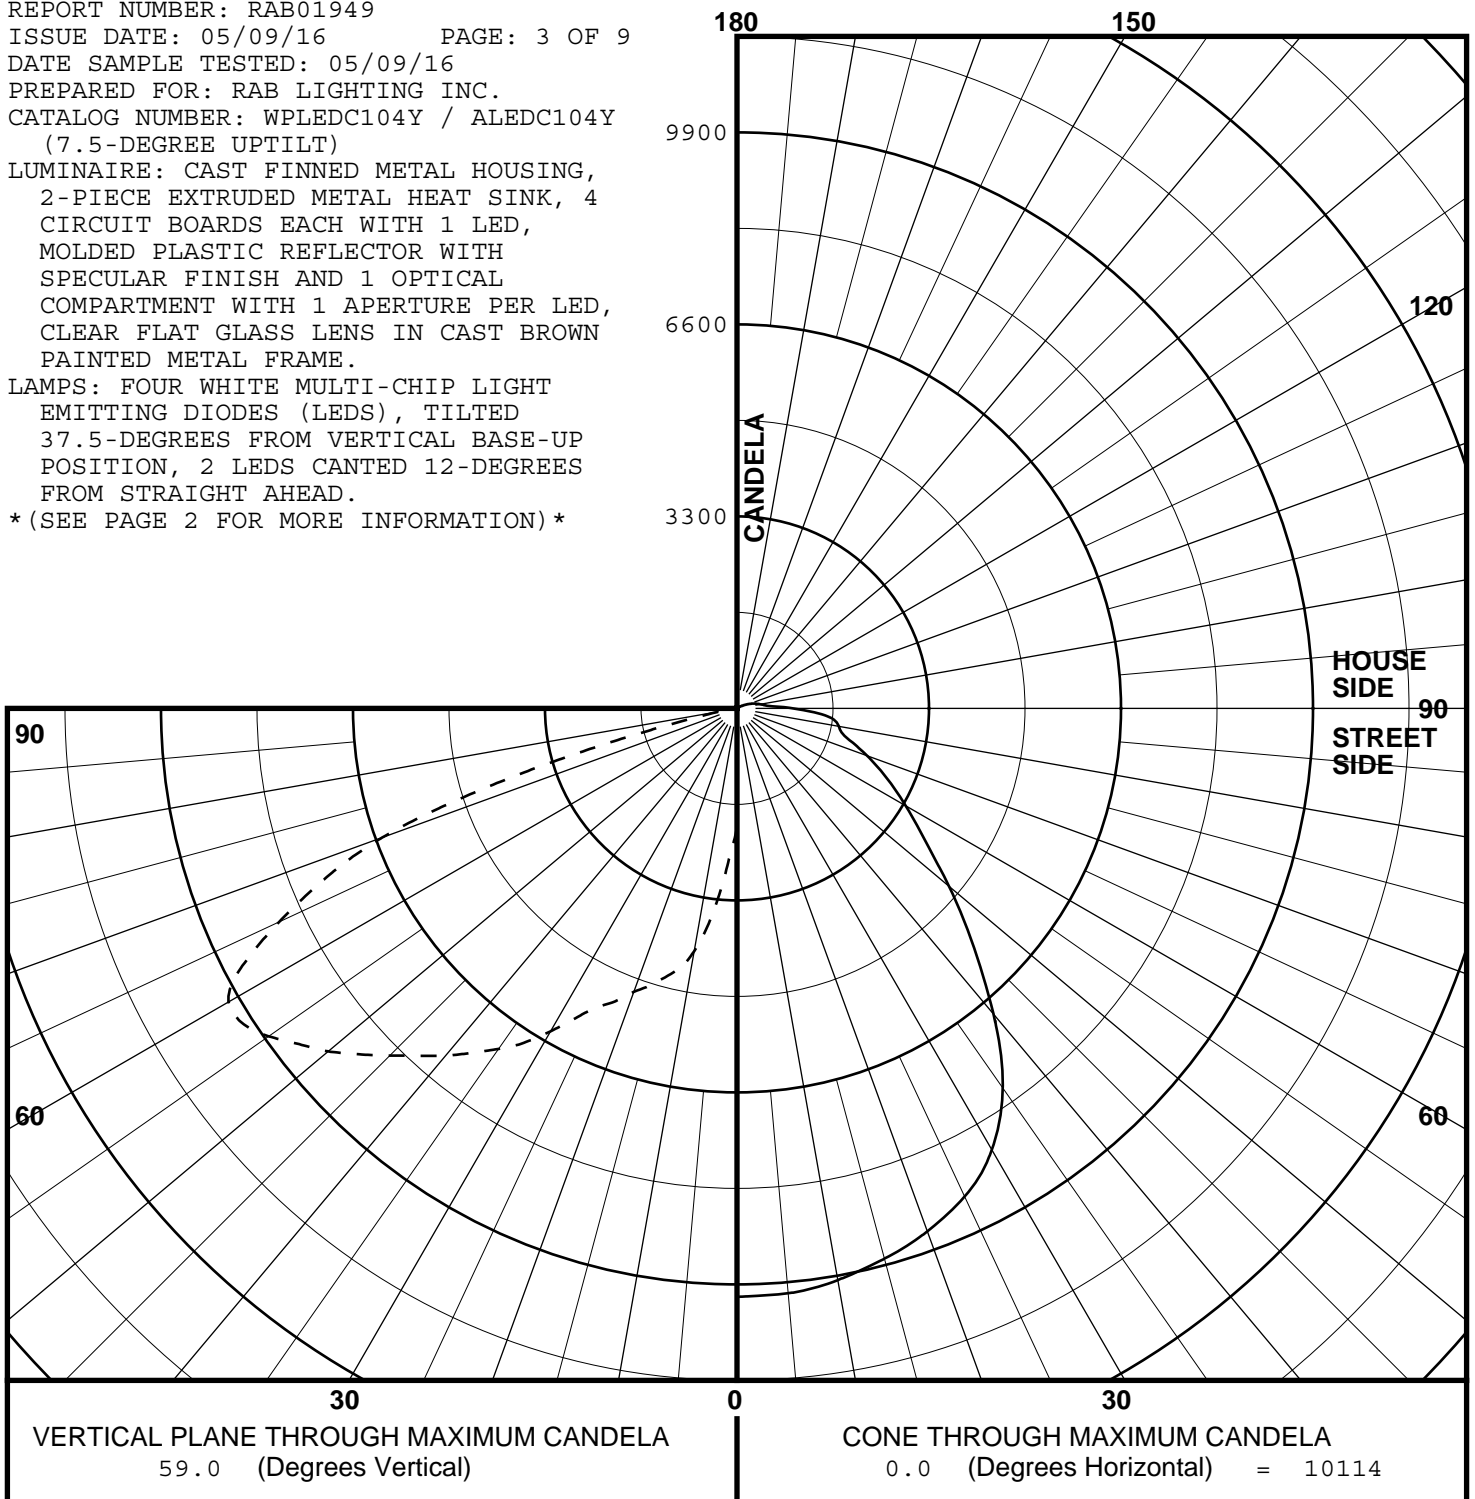 REPORT NUMBER: RAB01949
ISSUE DATE: 05/09/16 PAGE: 3 OF 9
DATE SAMPLE TESTED: 05/09/16
PREPARED FOR: RAB LIGHTING INC.
CATALOG NUMBER: WPLEDC104Y / ALEDC104Y
(7.5-DEGREE UPTILT)
LUMINAIRE: CAST FINNED METAL HOUSING,
2-PIECE EXTRUDED METAL HEAT SINK, 4
CIRCUIT BOARDS EACH WITH 1 LED,
MOLDED PLASTIC REFLECTOR WITH
SPECULAR FINISH AND 1 OPTICAL
COMPARTMENT WITH 1 APERTURE PER LED,
CLEAR FLAT GLASS LENS IN CAST BROWN
PAINTED METAL FRAME.
LAMPS: FOUR WHITE MULTI-CHIP LIGHT
EMITTING DIODES (LEDS), TILTED
37.5-DEGREES FROM VERTICAL BASE-UP
POSITION, 2 LEDS CANTED 12-DEGREES
FROM STRAIGHT AHEAD.
*(SEE PAGE 2 FOR MORE INFORMATION)*
180
150
9900
120
6600
CANDELA
3300
HOUSE
SIDE
90
STREET
SIDE
90
60
60
30
0
30
VERTICAL PLANE THROUGH MAXIMUM CANDELA
59.0 (Degrees Vertical)
CONE THROUGH MAXIMUM CANDELA
0.0 (Degrees Horizontal) = 10114